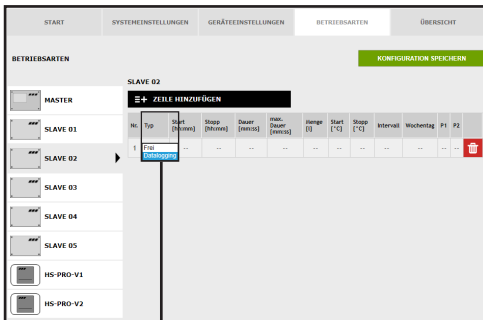 START SYSTEMEINSTELLUNGEN GERÄTEEINSTELLUNGEN BETRIEBSARTEN ÜBERSICHT
BETRIEBSARTEN
KONFIGURATION SPEICHERN
SLAVE 02
ZEILE HINZUFÜGEN
MASTER
SLAVE 01
SLAVE 02
SLAVE 03
SLAVE 04
SLAVE 05
HS-PRO-V1
HS-PRO-V2
Nr. Typ Start [hh:mm] Stopp [hh:mm] Dauer [mm:ss] max. Dauer [mm:ss] Menge [l] Start [°C] Stopp [°C] Intervall Wochentag P1 P2
1 Frei -- -- -- -- -- -- -- -- -- -- --
Datalogging